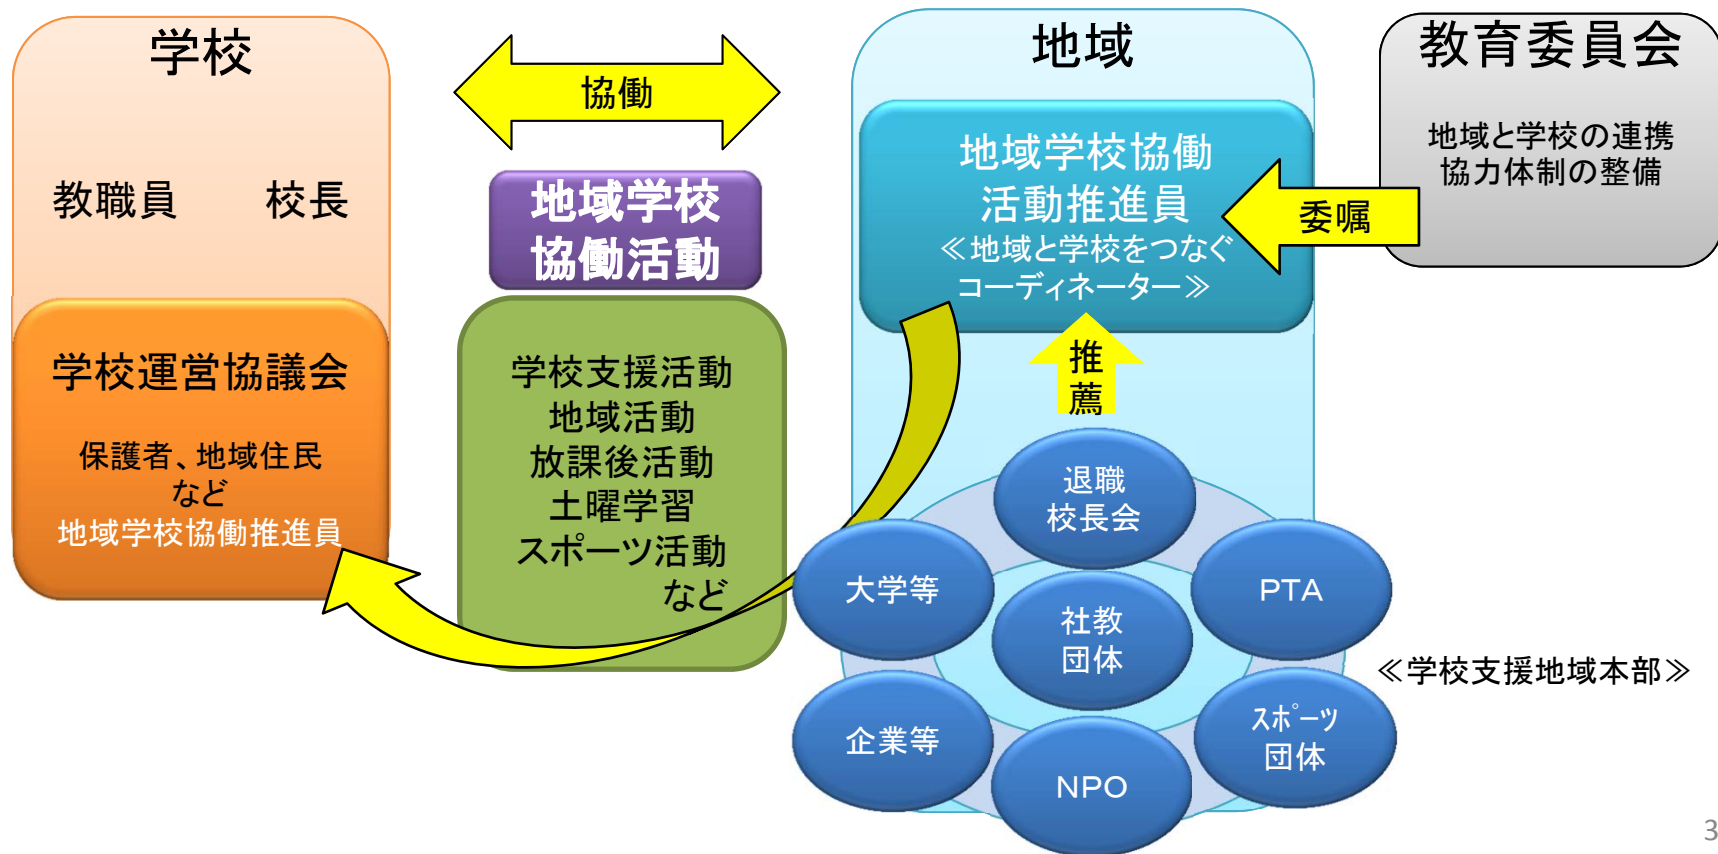 学校
教職員 校長
学校運営協議会
保護者、地域住民
など
地域学校協働推進員
協働
地域学校
協働活動
学校支援活動
地域活動
放課後活動
土曜学習
スポーツ活動
など
地域
地域学校協働
活動推進員
≪地域と学校をつなぐ
コーディネーター≫
委嘱
教育委員会
地域と学校の連携
協力体制の整備
推
薦
退職
校長会
大学等
PTA
社教
団体
≪学校支援地域本部≫
企業等
スポーツ
団体
NPO
3